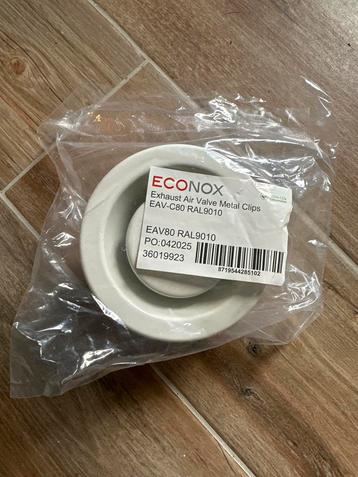 ECONOX
Exhaust Air Valve Metal Clips
EAV-C80 RAL9010
EAV80 RAL9010
PO:042025
36019923
8719544285102